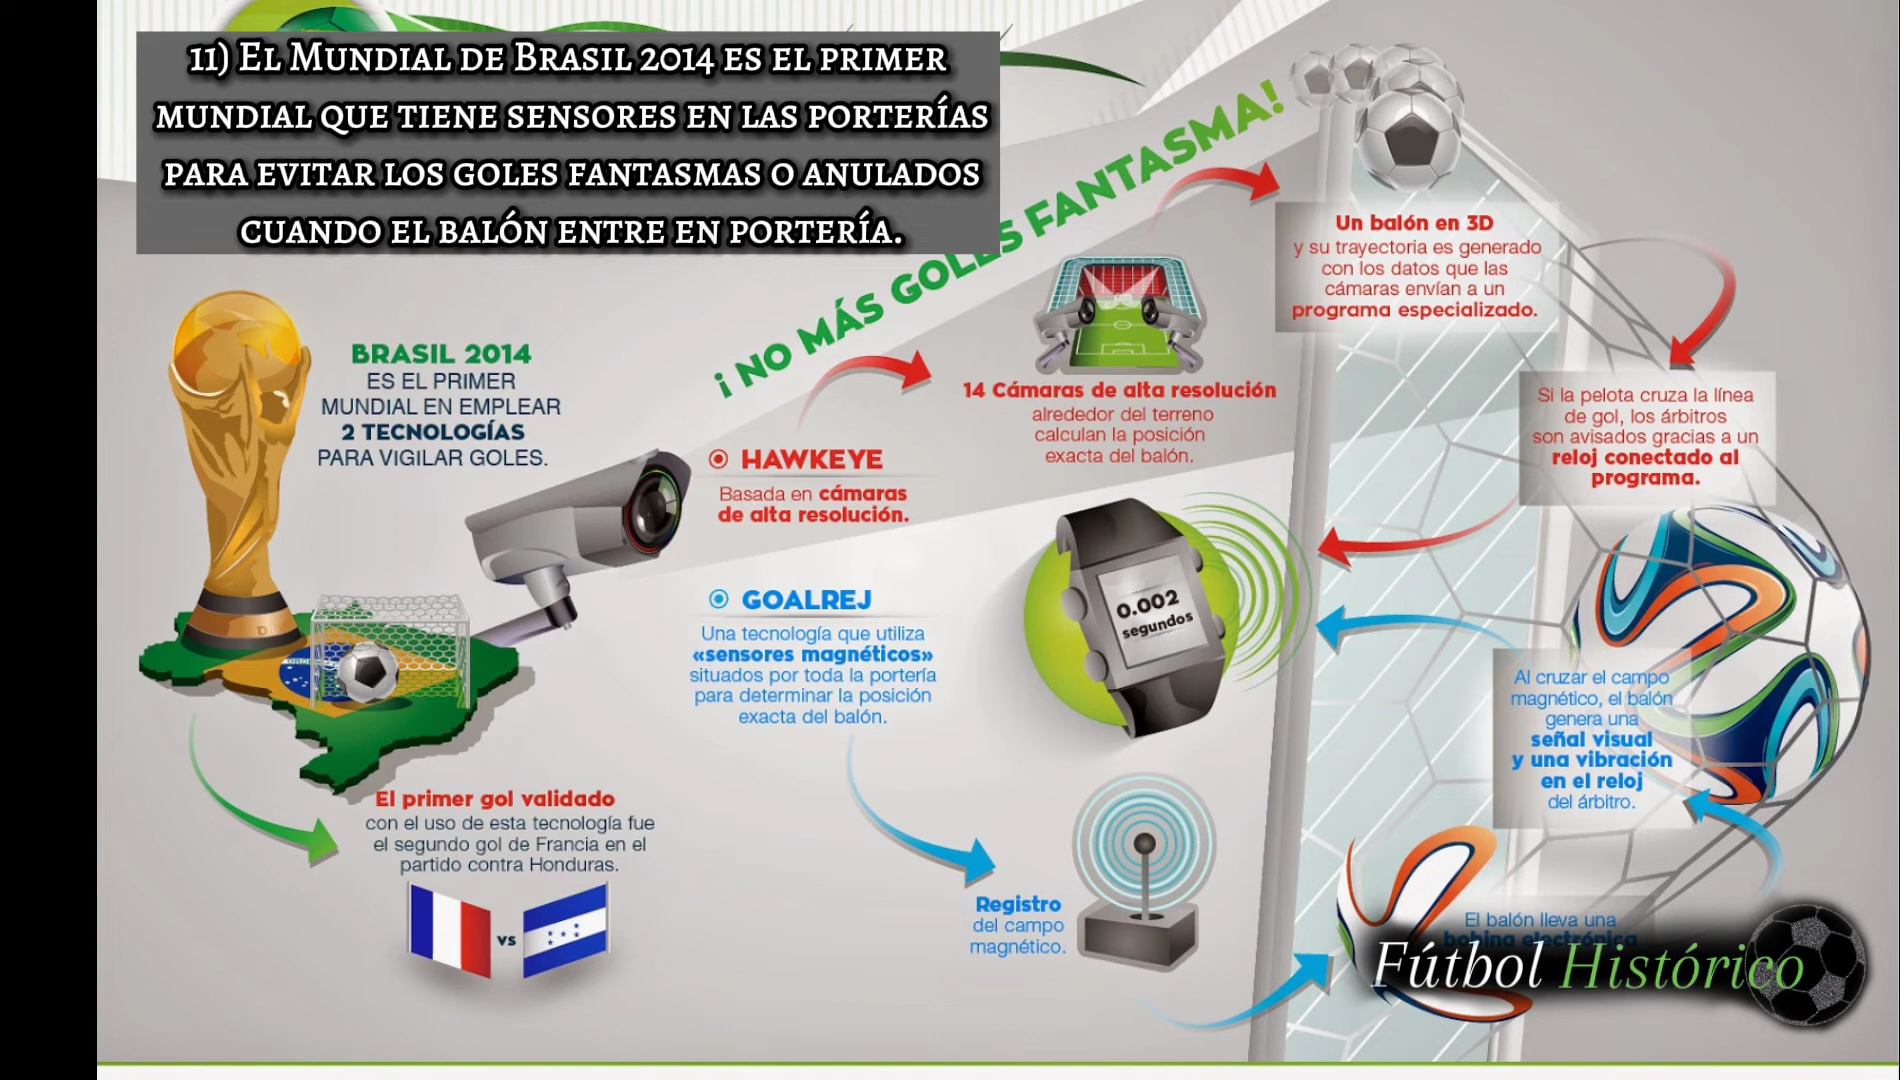 11) El Mundial de Brasil 2014 es el primer
mundial que tiene sensores en las porterías
para evitar los goles fantasmas o anulados
cuando el balón entre en portería.
¡NO MÁS GOLES FANTASMA!
BRASIL 2014
ES EL PRIMER
MUNDIAL EN EMPLEAR
2 TECNOLOGÍAS
PARA VIGILAR GOLES.
HAWKEYE
Basada en cámaras
de alta resolución.
14 Cámaras de alta resolución
alrededor del terreno
calculan la posición
exacta del balón.
Un balón en 3D
y su trayectoria es generado
con los datos que las
cámaras envían a un
programa especializado.
Si la pelota cruza la línea
de gol, los árbitros
son avisados gracias a un
reloj conectado al
programa.
0.002
segundos
GOALREJ
Una tecnología que utiliza
«sensores magnéticos»
situados por toda la portería
para determinar la posición
exacta del balón.
Registro
del campo
magnético.
El balón lleva una
bobina electrónica
Al cruzar el campo
magnético, el balón
genera una
señal visual
y una vibración
en el reloj
del árbitro.
El primer gol validado
con el uso de esta tecnología fue
el segundo gol de Francia en el
partido contra Honduras.
VS
Fútbol Histórico